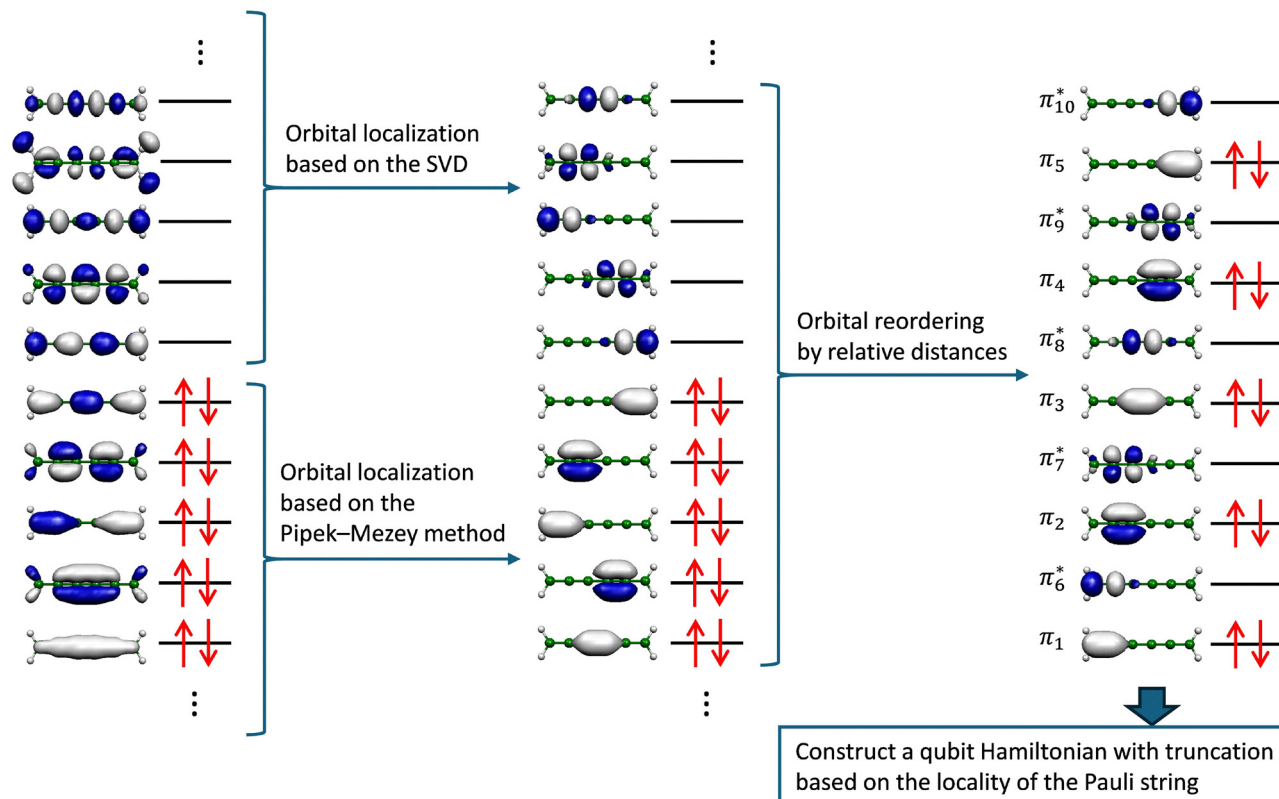 ⋮
⋮
Orbital localization
based on the SVD
Orbital localization
based on the
Pipek–Mezey method
⋮
⋮
Orbital reordering
by relative distances
π*10
π5
π*9
π4
π*8
π3
π*7
π2
π*6
π1
Construct a qubit Hamiltonian with truncation
based on the locality of the Pauli string